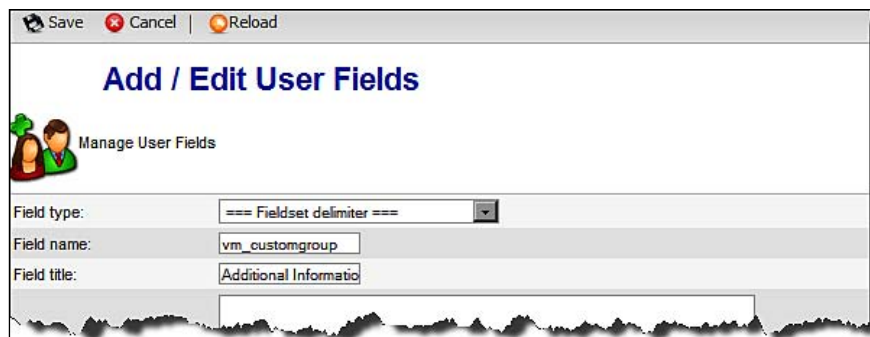 Save Cancel | Reload
Add / Edit User Fields
Manage User Fields
Field type: === Fieldset delimiter ===
Field name: vm_customgroup
Field title: Additional Informatio